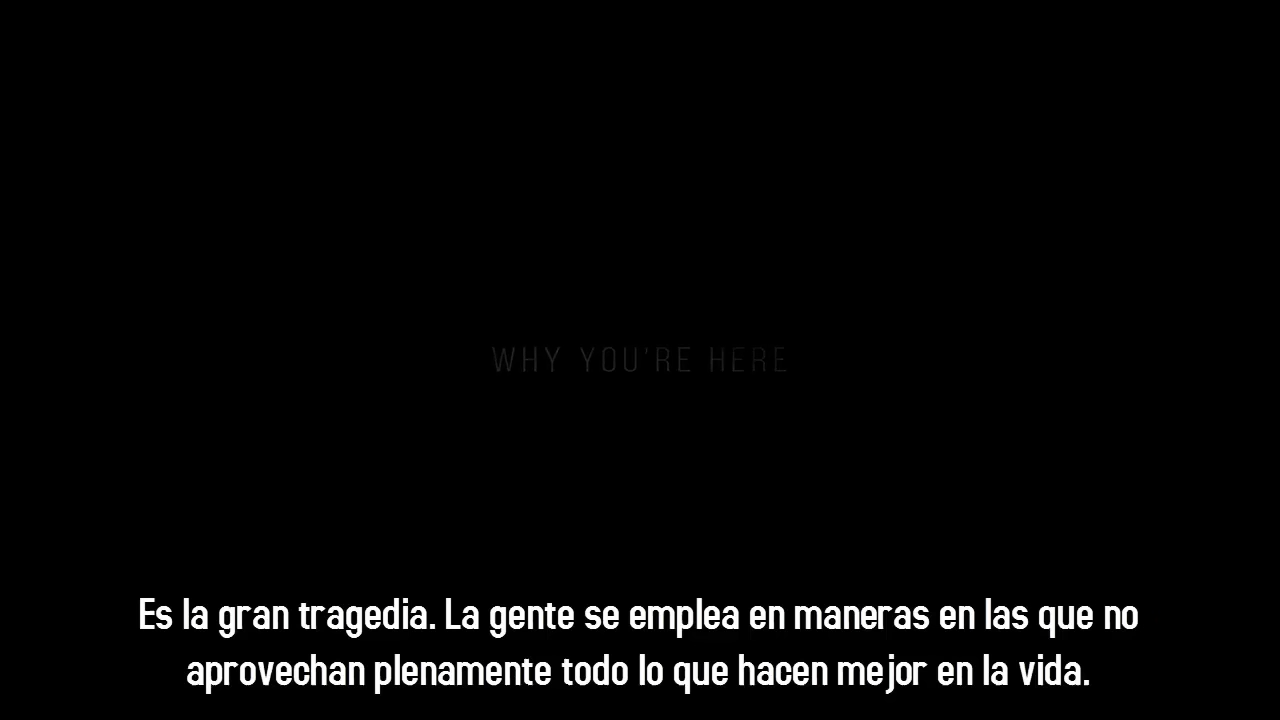 WHY YOU'RE HERE
Es la gran tragedia. La gente se emplea en maneras en las que no
aprovechan plenamente todo lo que hacen mejor en la vida.